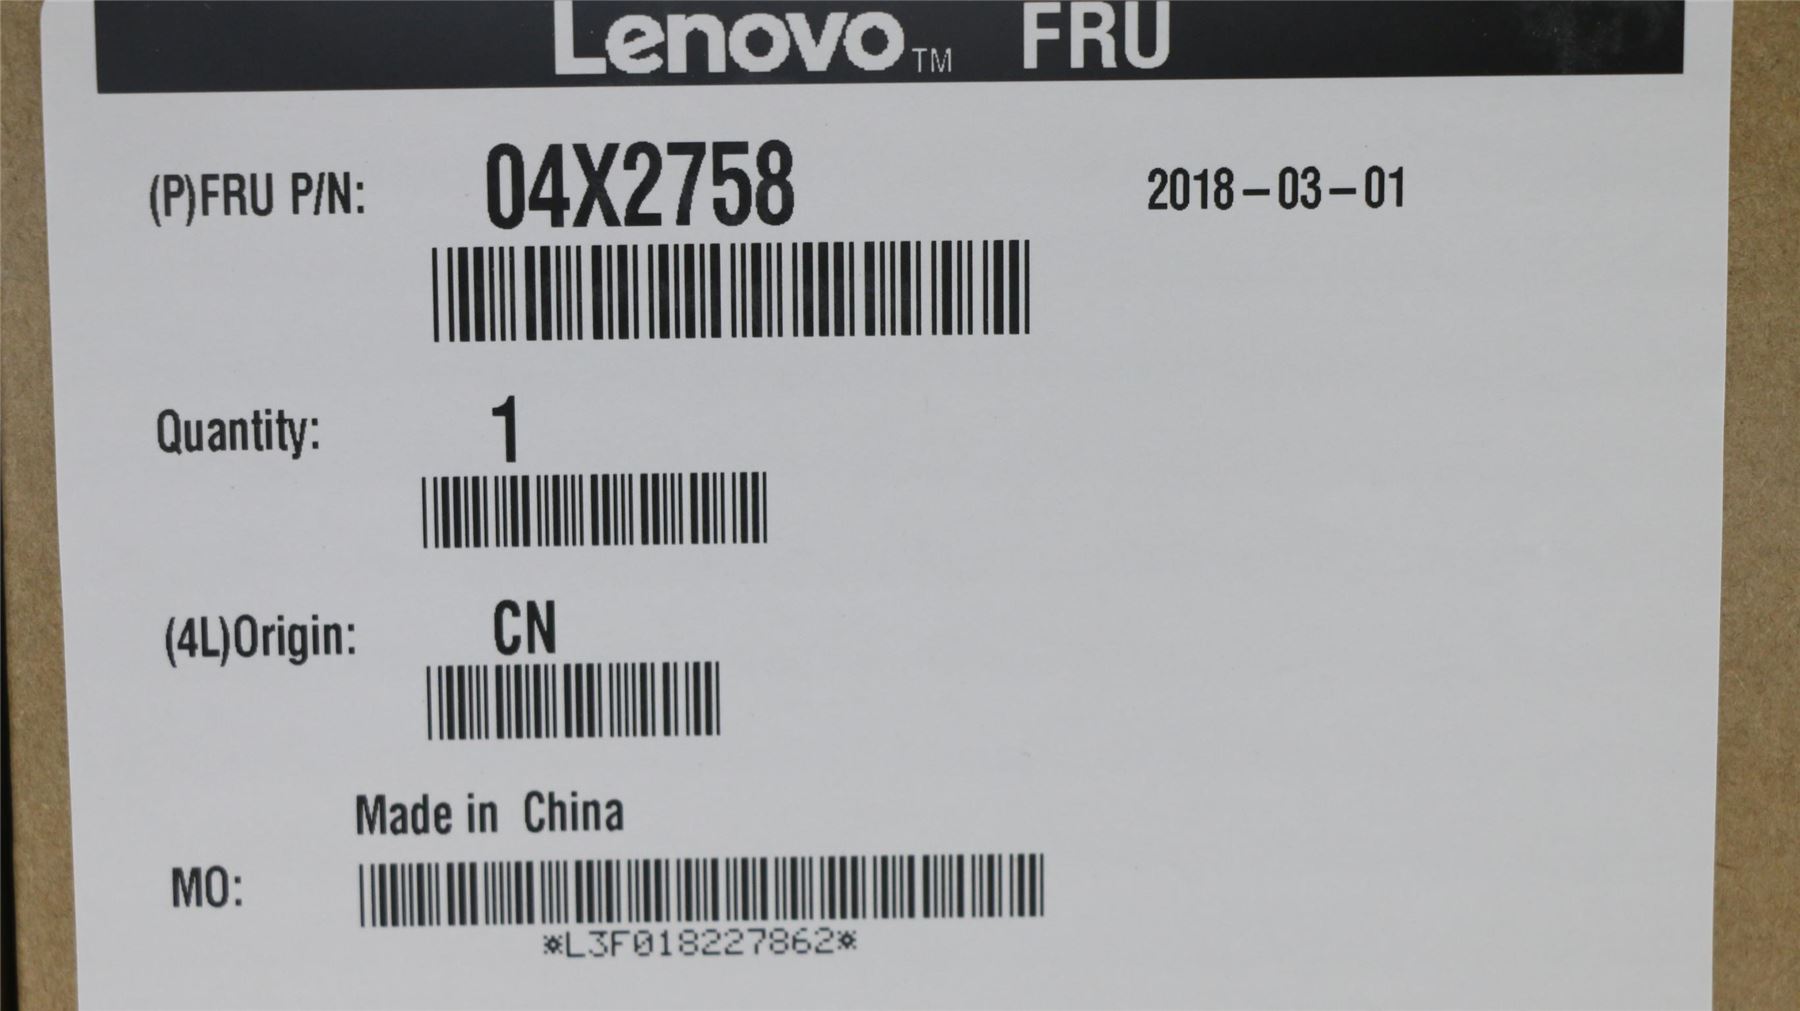 Lenovo™ FRU
(P)FRU P/N: 04X2758 2018-03-01
Quantity: 1
(4L)Origin: CN
Made in China
MO:
*L3F018227862*